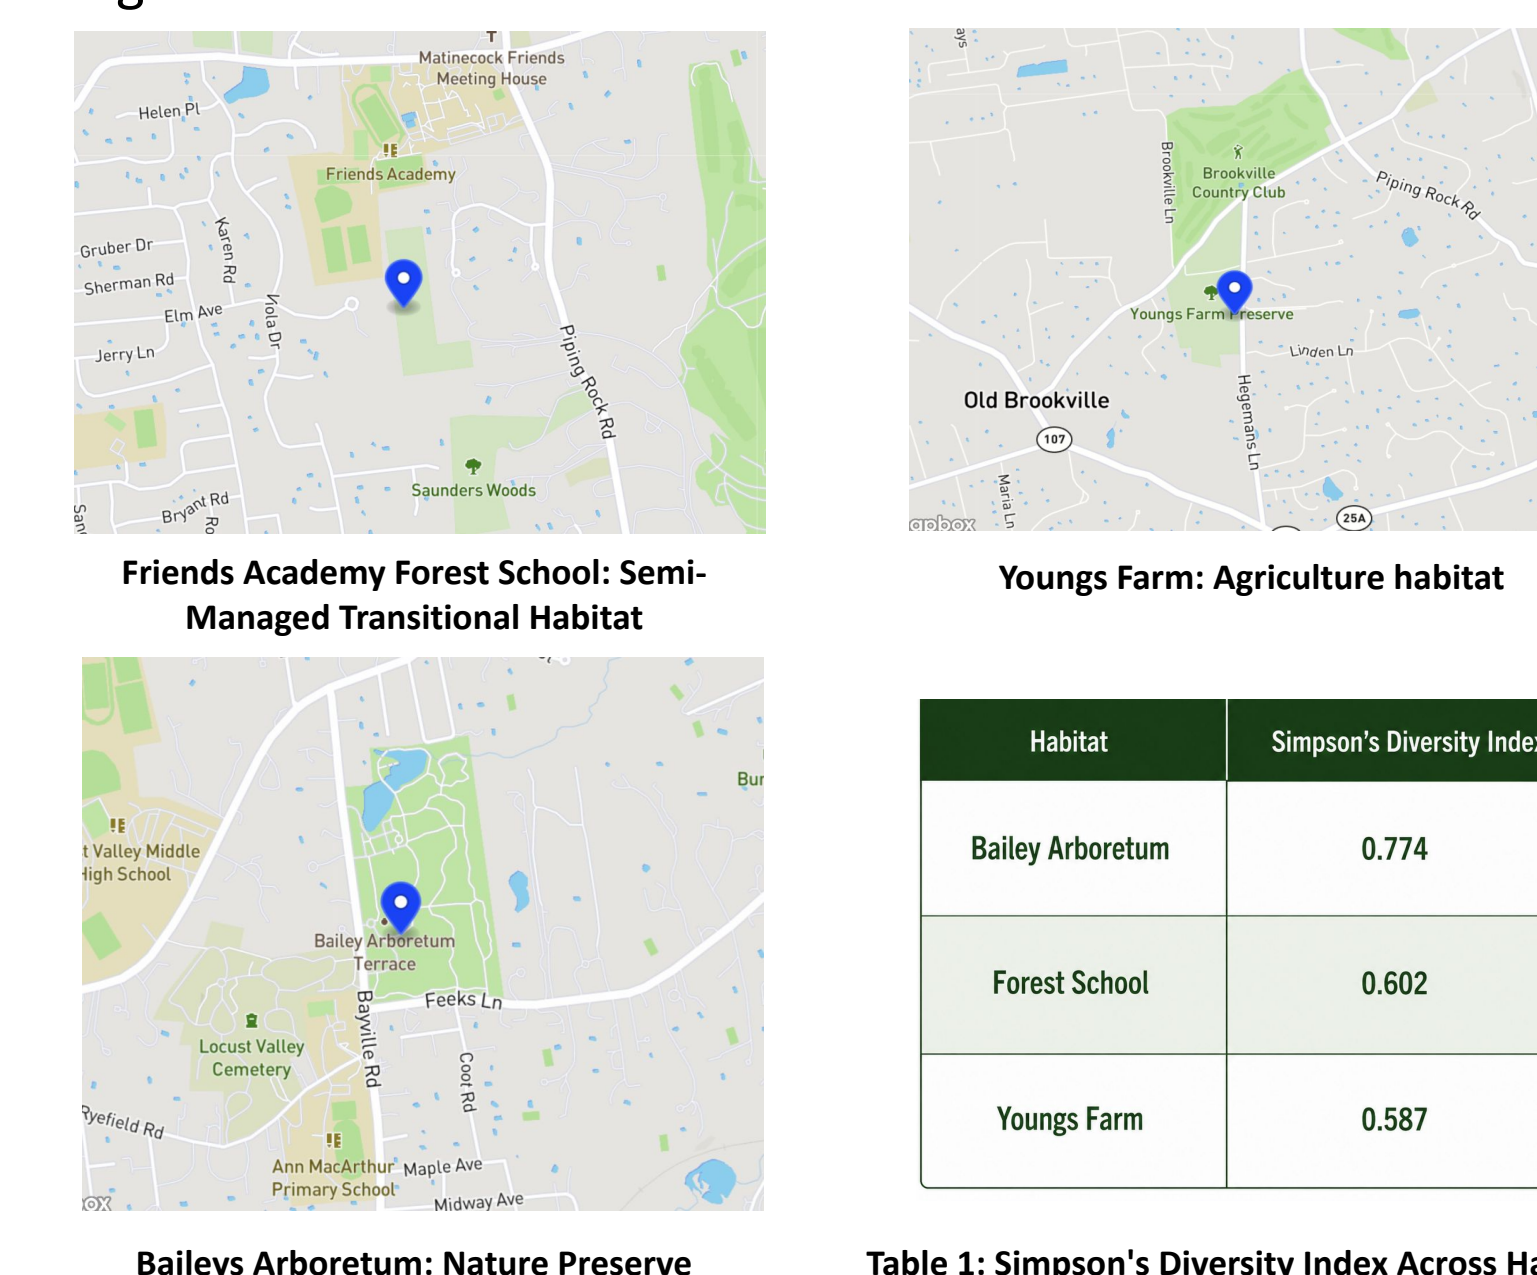 Matinecock Friends
Meeting House
Helen Pl
Friends Academy
Gruber Dr
Karen Rd
Sherman Rd
Elm Ave
Viola Dr
Jerry Ln
Piping Rock Rd
Saunders Woods
Bryant Rd
Friends Academy Forest School: Semi-
Managed Transitional Habitat
Brookville Ln
Brookville
Country Club
Piping Rock Rd
Youngs Farm Preserve
Linden Ln
Old Brookville
Hegemans Ln
107
Maria Ln
25A
Youngs Farm: Agriculture habitat
t Valley Middle
High School
Bailey Arboretum
Terrace
Feeks Ln
Bayville Rd
Locust Valley
Cemetery
Coot Rd
Ryefield Rd
Ann MacArthur
Primary School
Maple Ave
Midway Ave
Baileys Arboretum: Nature Preserve
Habitat Simpson's Diversity Index
Bailey Arboretum 0.774
Forest School 0.602
Youngs Farm 0.587
Table 1: Simpson's Diversity Index Across Ha